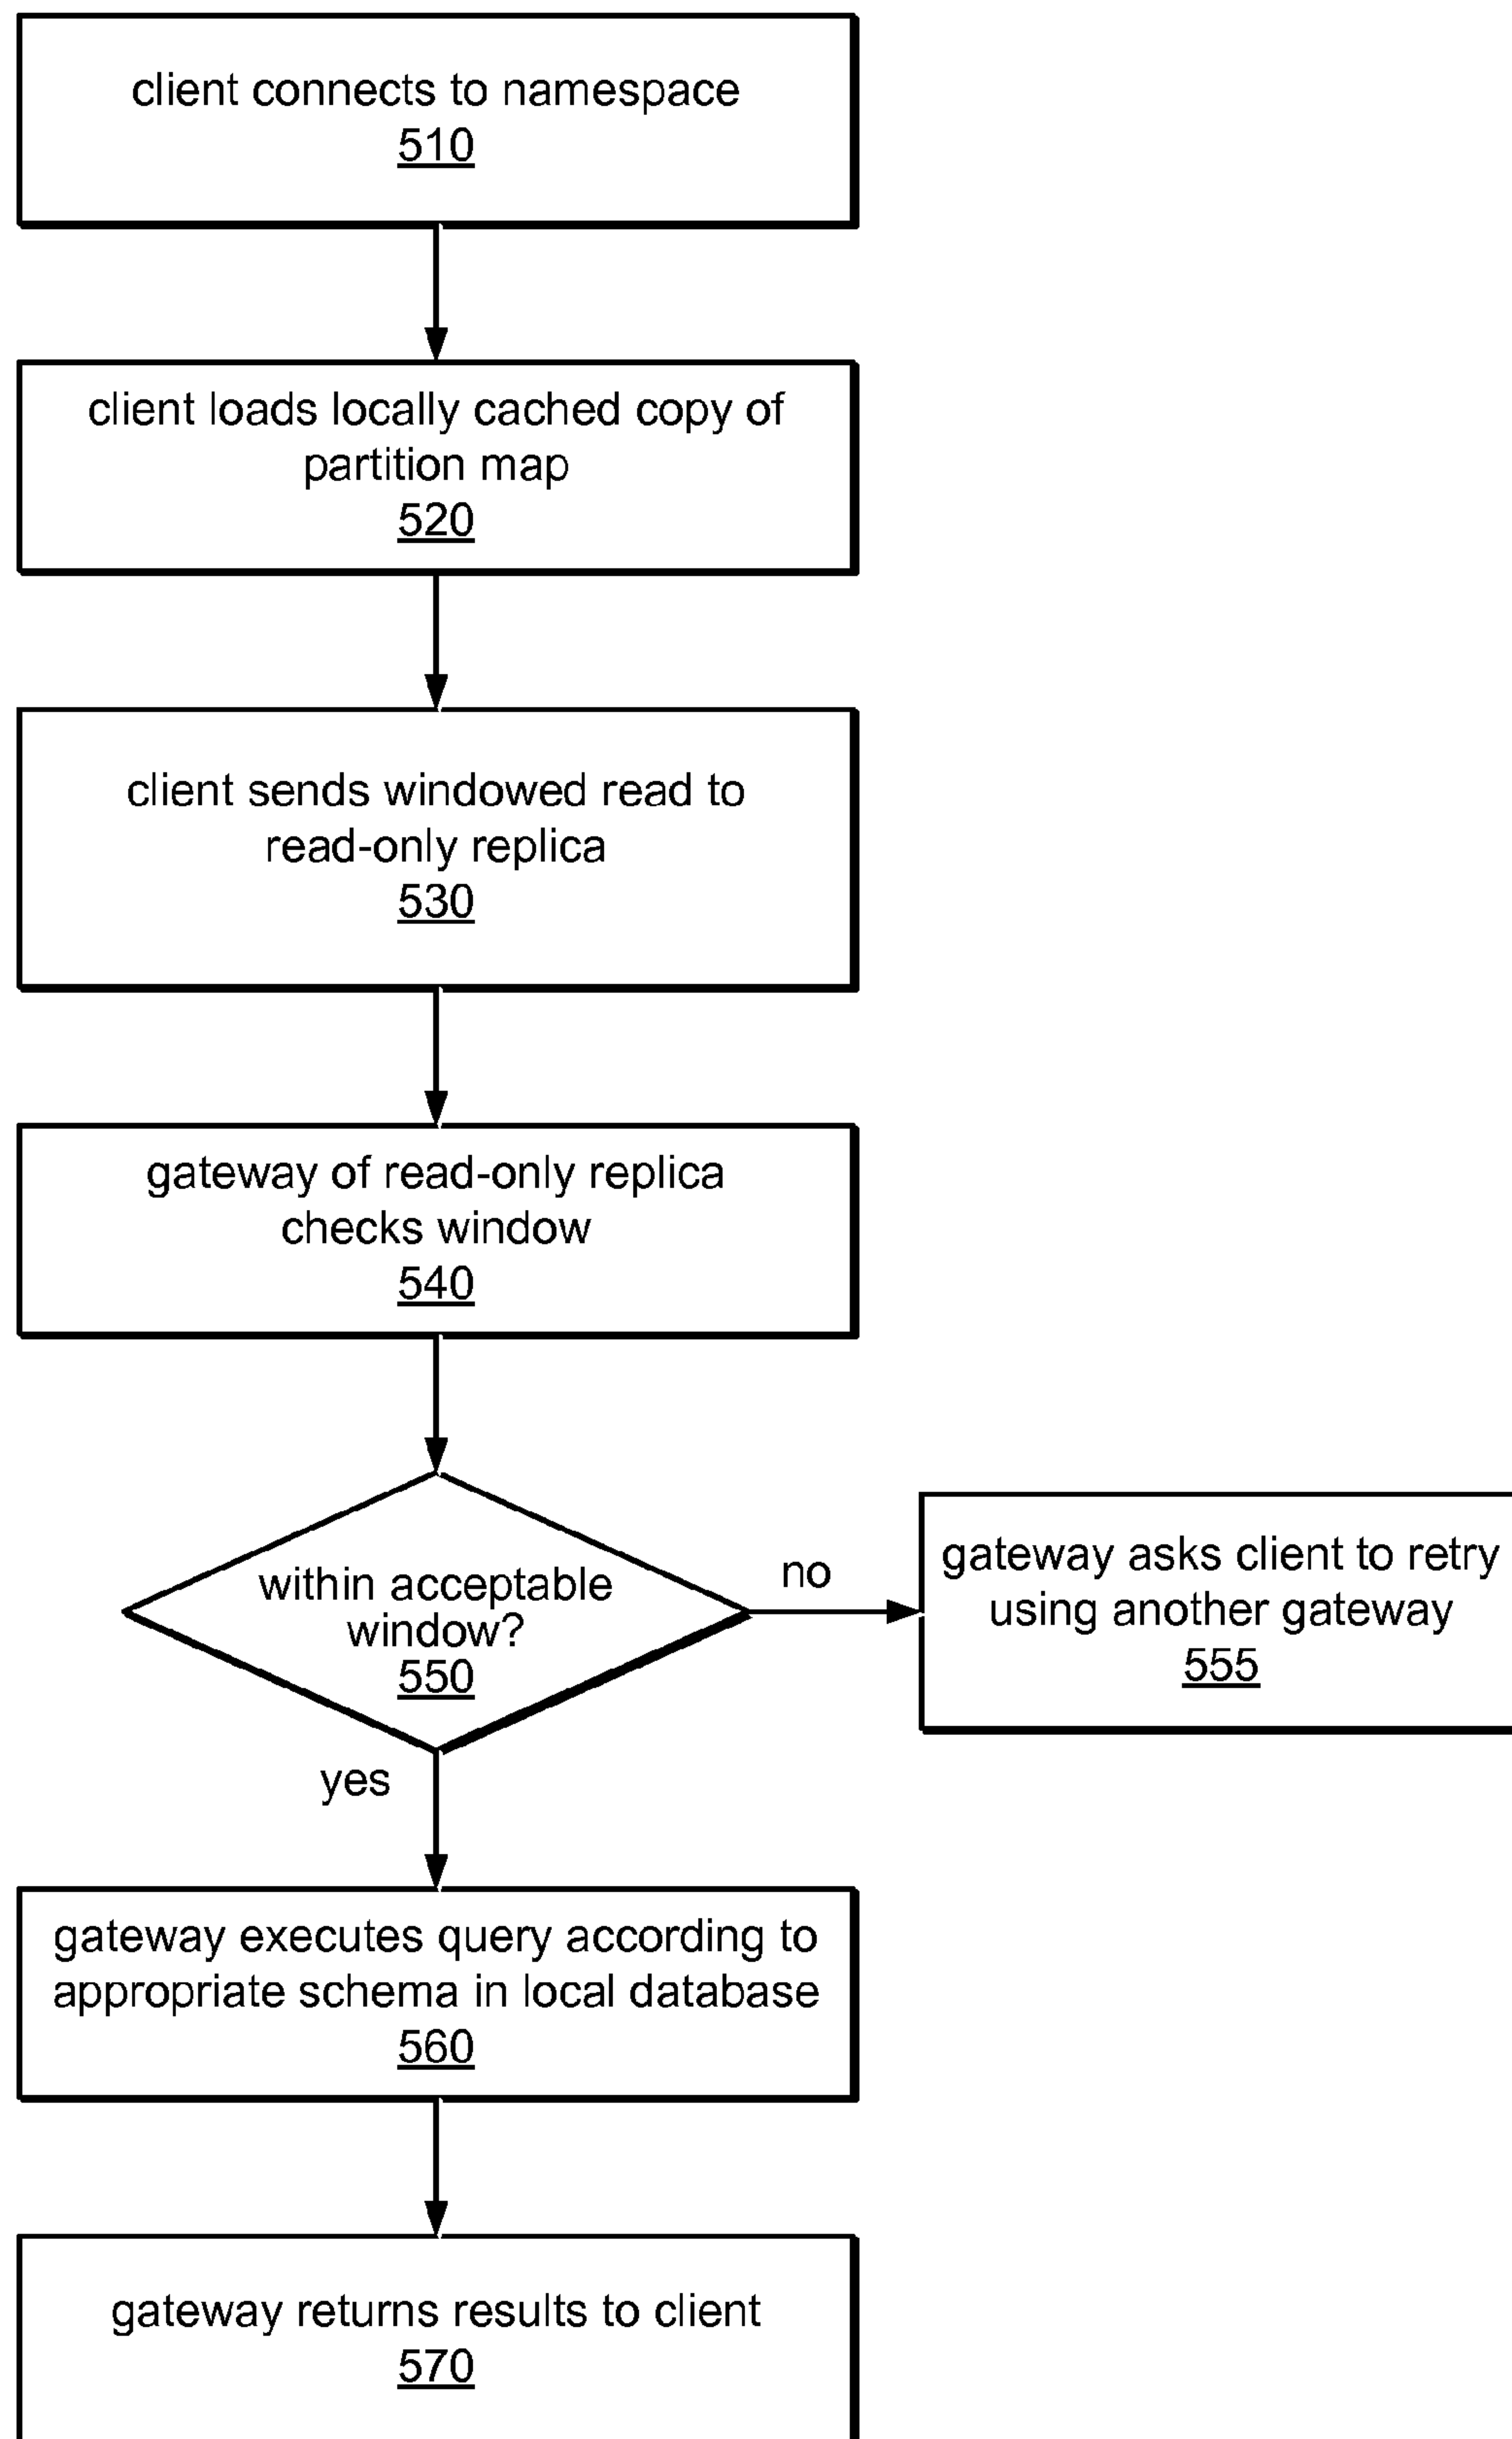 client connects to namespace
510
client loads locally cached copy of
partition map
520
client sends windowed read to
read-only replica
530
gateway of read-only replica
checks window
540
within acceptable
window?
550
no
gateway asks client to retry
using another gateway
555
yes
gateway executes query according to
appropriate schema in local database
560
gateway returns results to client
570